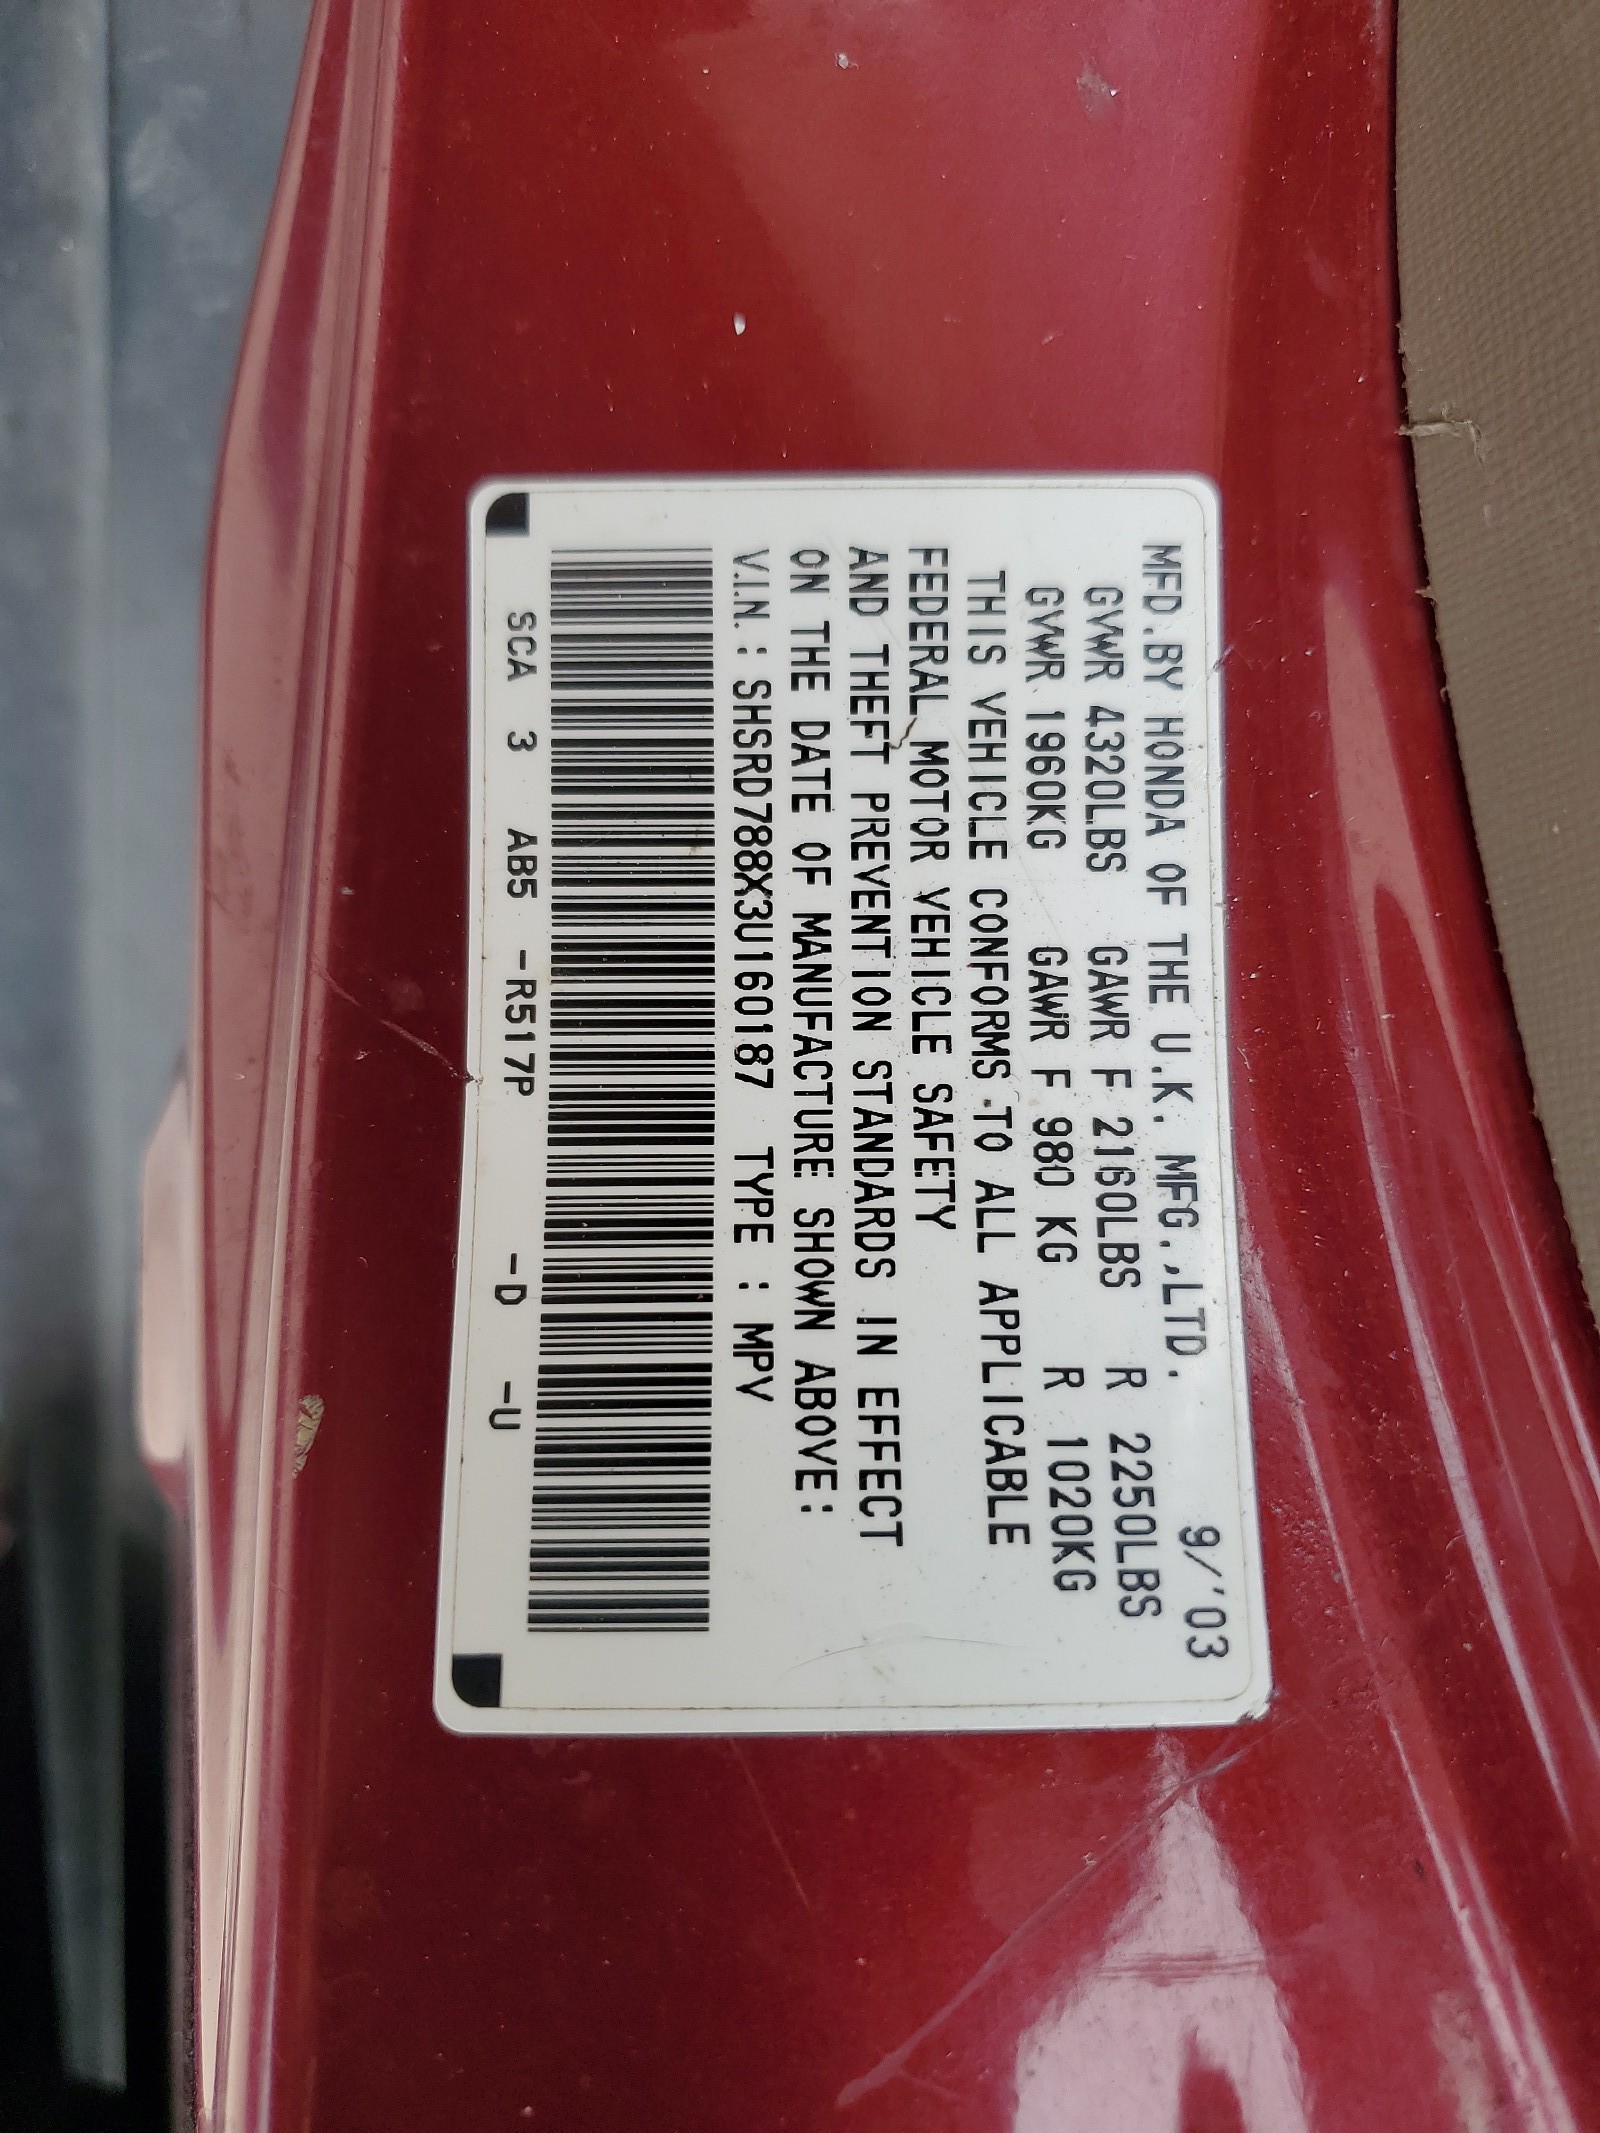 MFD.BY HONDA OF THE U.K. MFG.,LTD. 9/'03
GVWR 4320LBS GAWR F 2160LBS R 2250LBS
GVWR 1960KG GAWR F 980 KG R 1020KG
THIS VEHICLE CONFORMS TO ALL APPLICABLE
FEDERAL MOTOR VEHICLE SAFETY
AND THEFT PREVENTION STANDARDS IN EFFECT
ON THE DATE OF MANUFACTURE SHOWN ABOVE:
V.I.N.: SHSRD788X3U160187 TYPE : MPV
SCA 3 AB5 -R517P -D -U